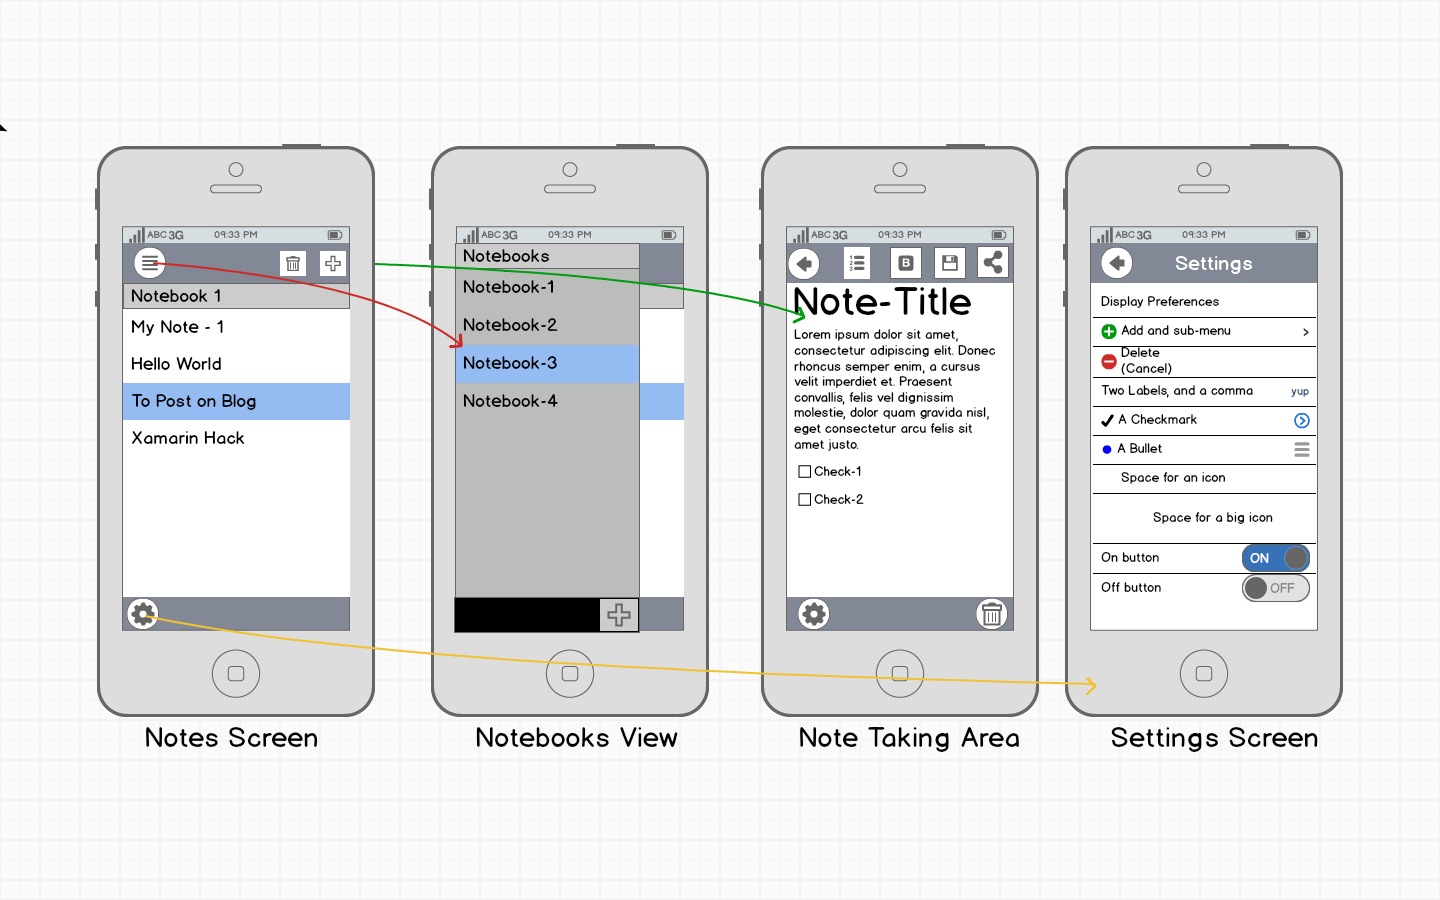 ABC 3G 09:33 PM
Notebook 1
My Note - 1
Hello World
To Post on Blog
Xamarin Hack
Notes Screen
ABC 3G 09:33 PM
Notebooks
Notebook-1
Notebook-2
Notebook-3
Notebook-4
Notebooks View
ABC 3G 09:33 PM
1
2
3
B
Note-Title
Lorem ipsum dolor sit amet,
consectetur adipiscing elit. Donec
rhoncus semper enim, a cursus
velit imperdiet et. Praesent
convallis, felis vel dignissim
molestie, dolor quam gravida nisl,
eget consectetur arcu felis sit
amet justo.
Check-1
Check-2
Note Taking Area
ABC 3G 09:33 PM
Settings
Display Preferences
Add and sub-menu
Delete
(Cancel)
Two Labels, and a comma yup
A Checkmark
A Bullet
Space for an icon
Space for a big icon
On button ON
Off button OFF
Settings Screen